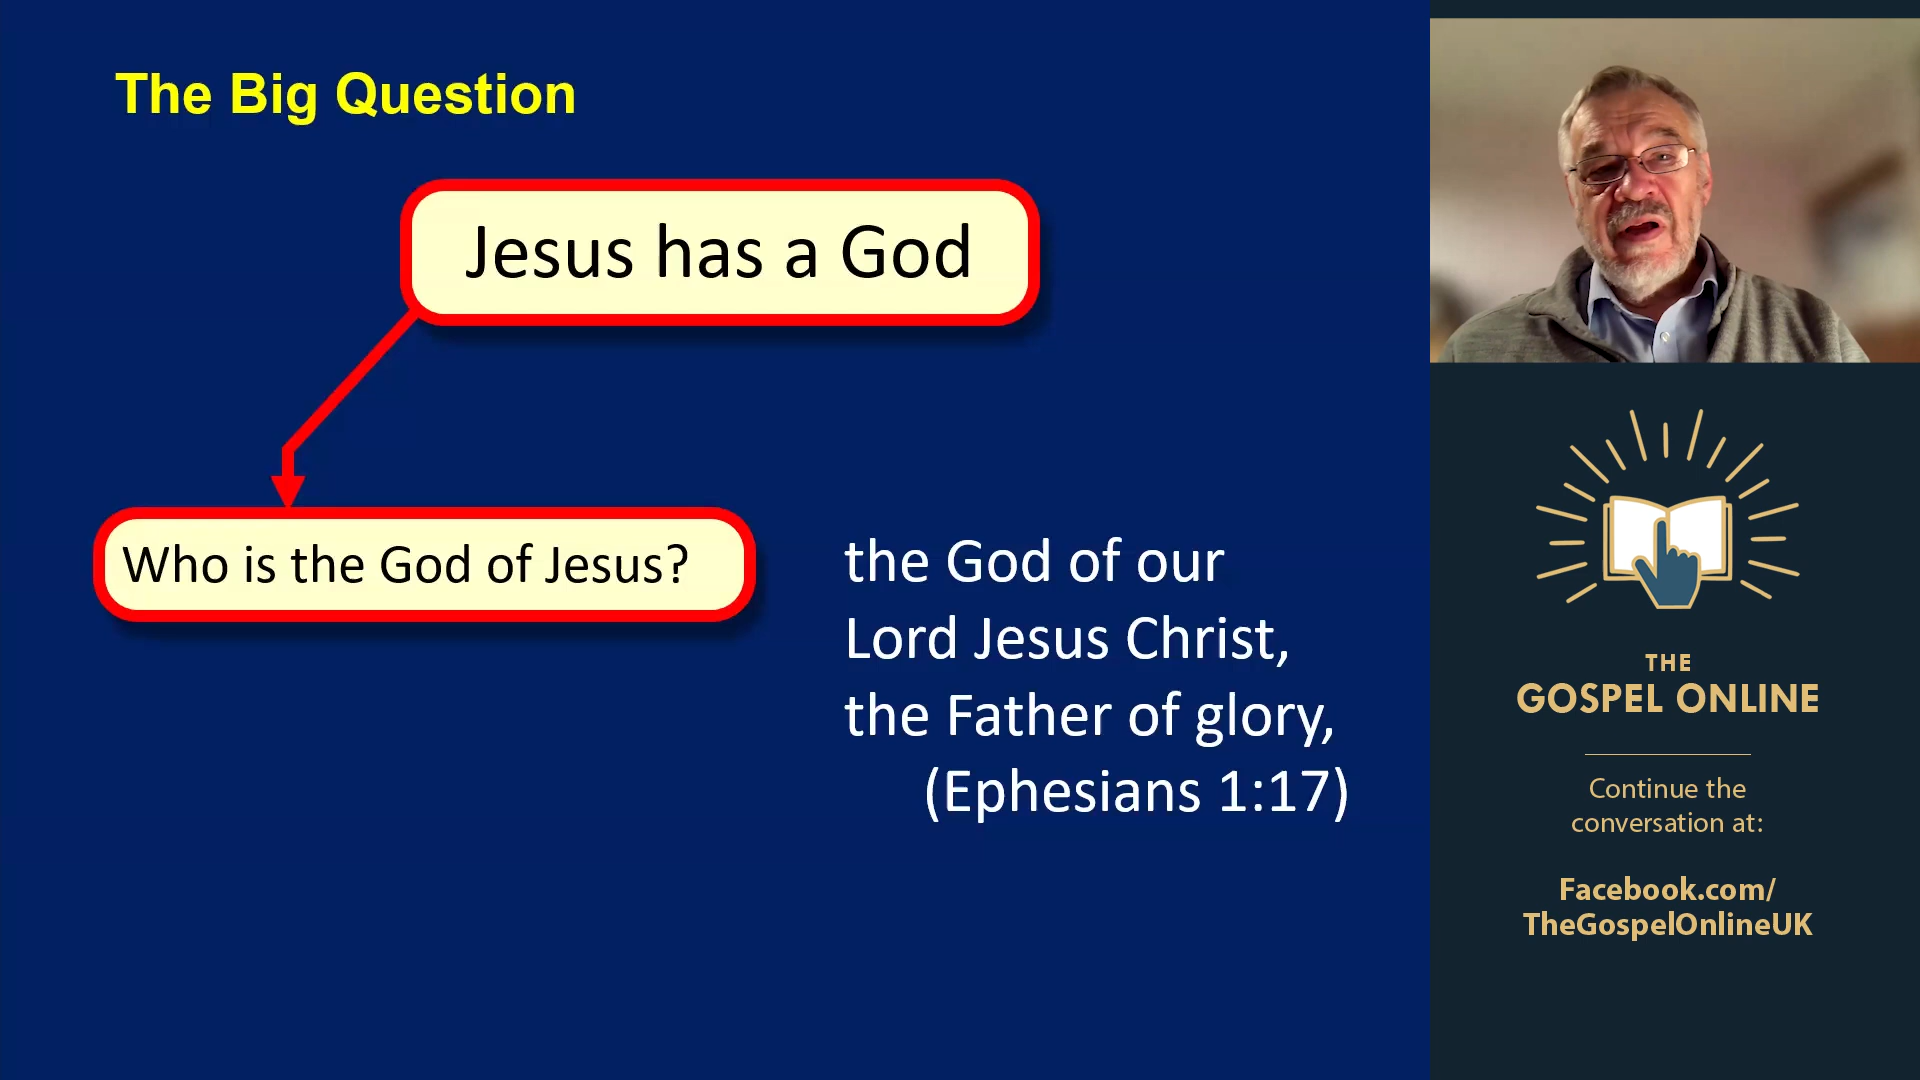 The Big Question
Jesus has a God
Who is the God of Jesus?
the God of our
Lord Jesus Christ,
the Father of glory,
(Ephesians 1:17)
THE
GOSPEL ONLINE
Continue the
conversation at:
Facebook.com/
TheGospelOnlineUK